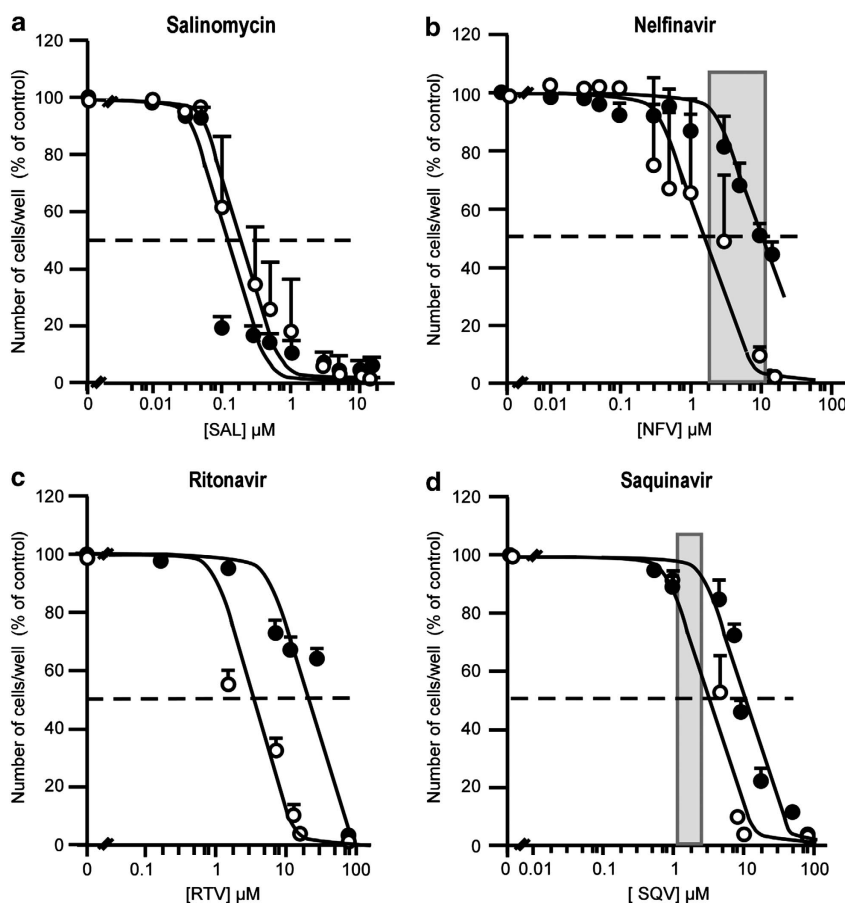 a Salinomycin
Number of cells/well (% of control)
120
100
80
60
40
20
0
0 0.01 0.1 1 10
[SAL] µM
b Nelfinavir
Number of cells/well (% of control)
120
100
80
60
40
20
0
0 0.01 0.1 1 10 100
[NFV] µM
c Ritonavir
Number of cells/well (% of control)
120
100
80
60
40
20
0
0 0.1 1 10 100
[RTV] µM
d Saquinavir
Number of cells/well (% of control)
120
100
80
60
40
20
0
0 0.01 0.1 1 10 100
[ SQV] µM